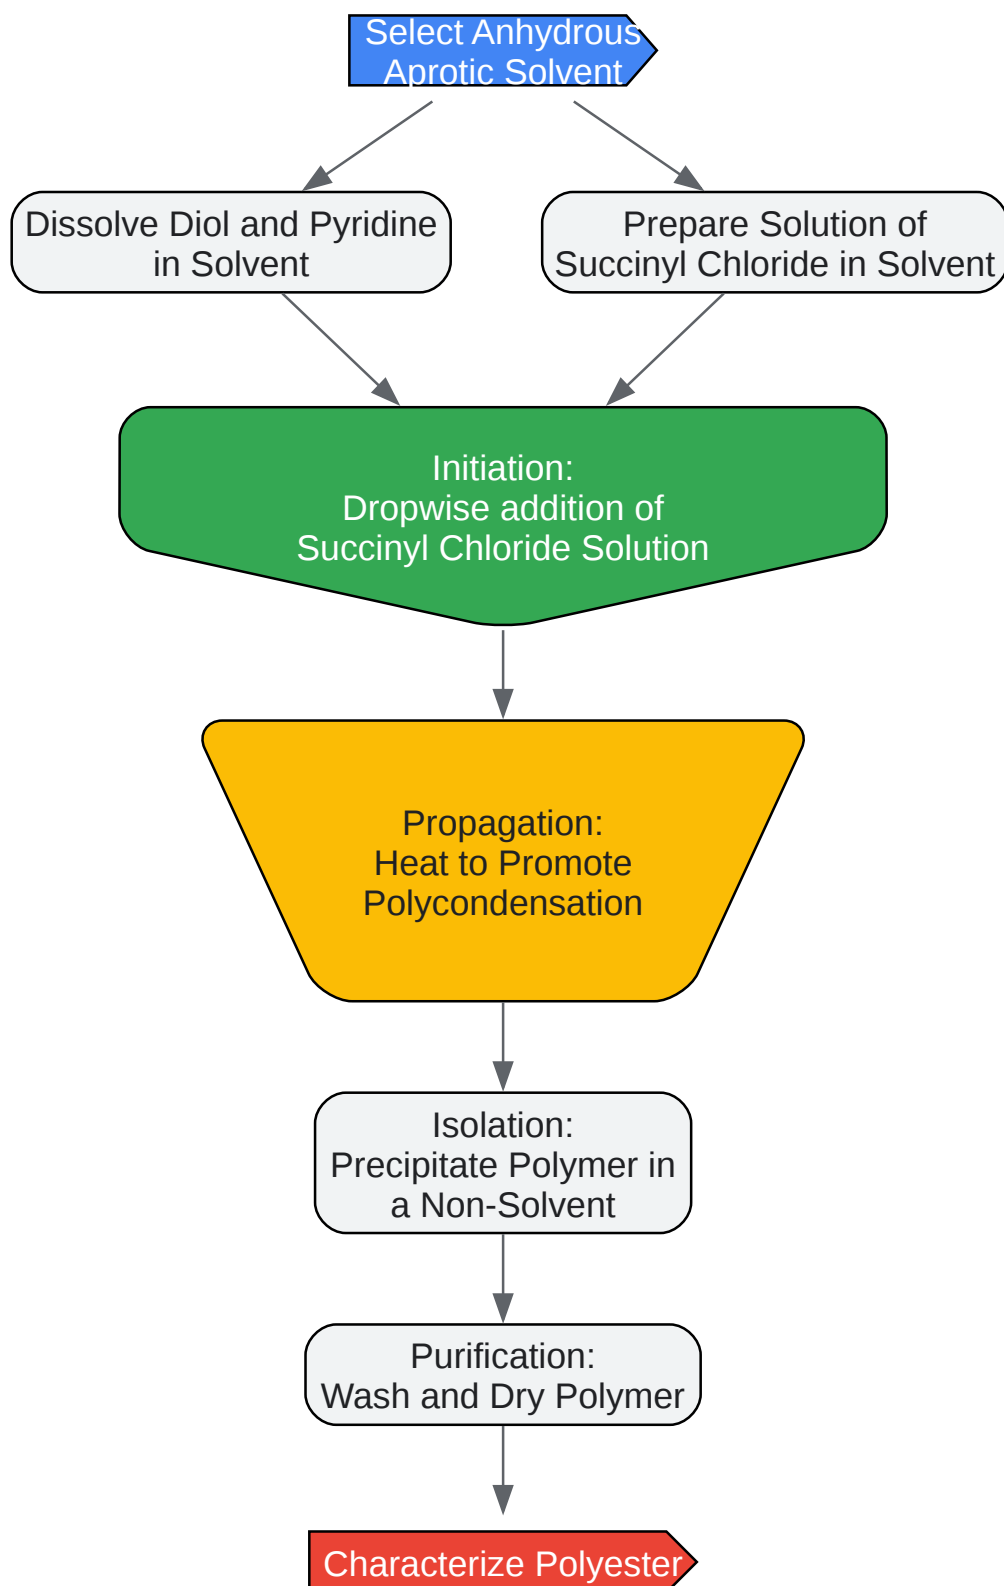 Select Anhydrous
Aprotic Solvent
Dissolve Diol and Pyridine
in Solvent
Prepare Solution of
Succinyl Chloride in Solvent
Initiation:
Dropwise addition of
Succinyl Chloride Solution
Propagation:
Heat to Promote
Polycondensation
Isolation:
Precipitate Polymer in
a Non-Solvent
Purification:
Wash and Dry Polymer
Characterize Polyester